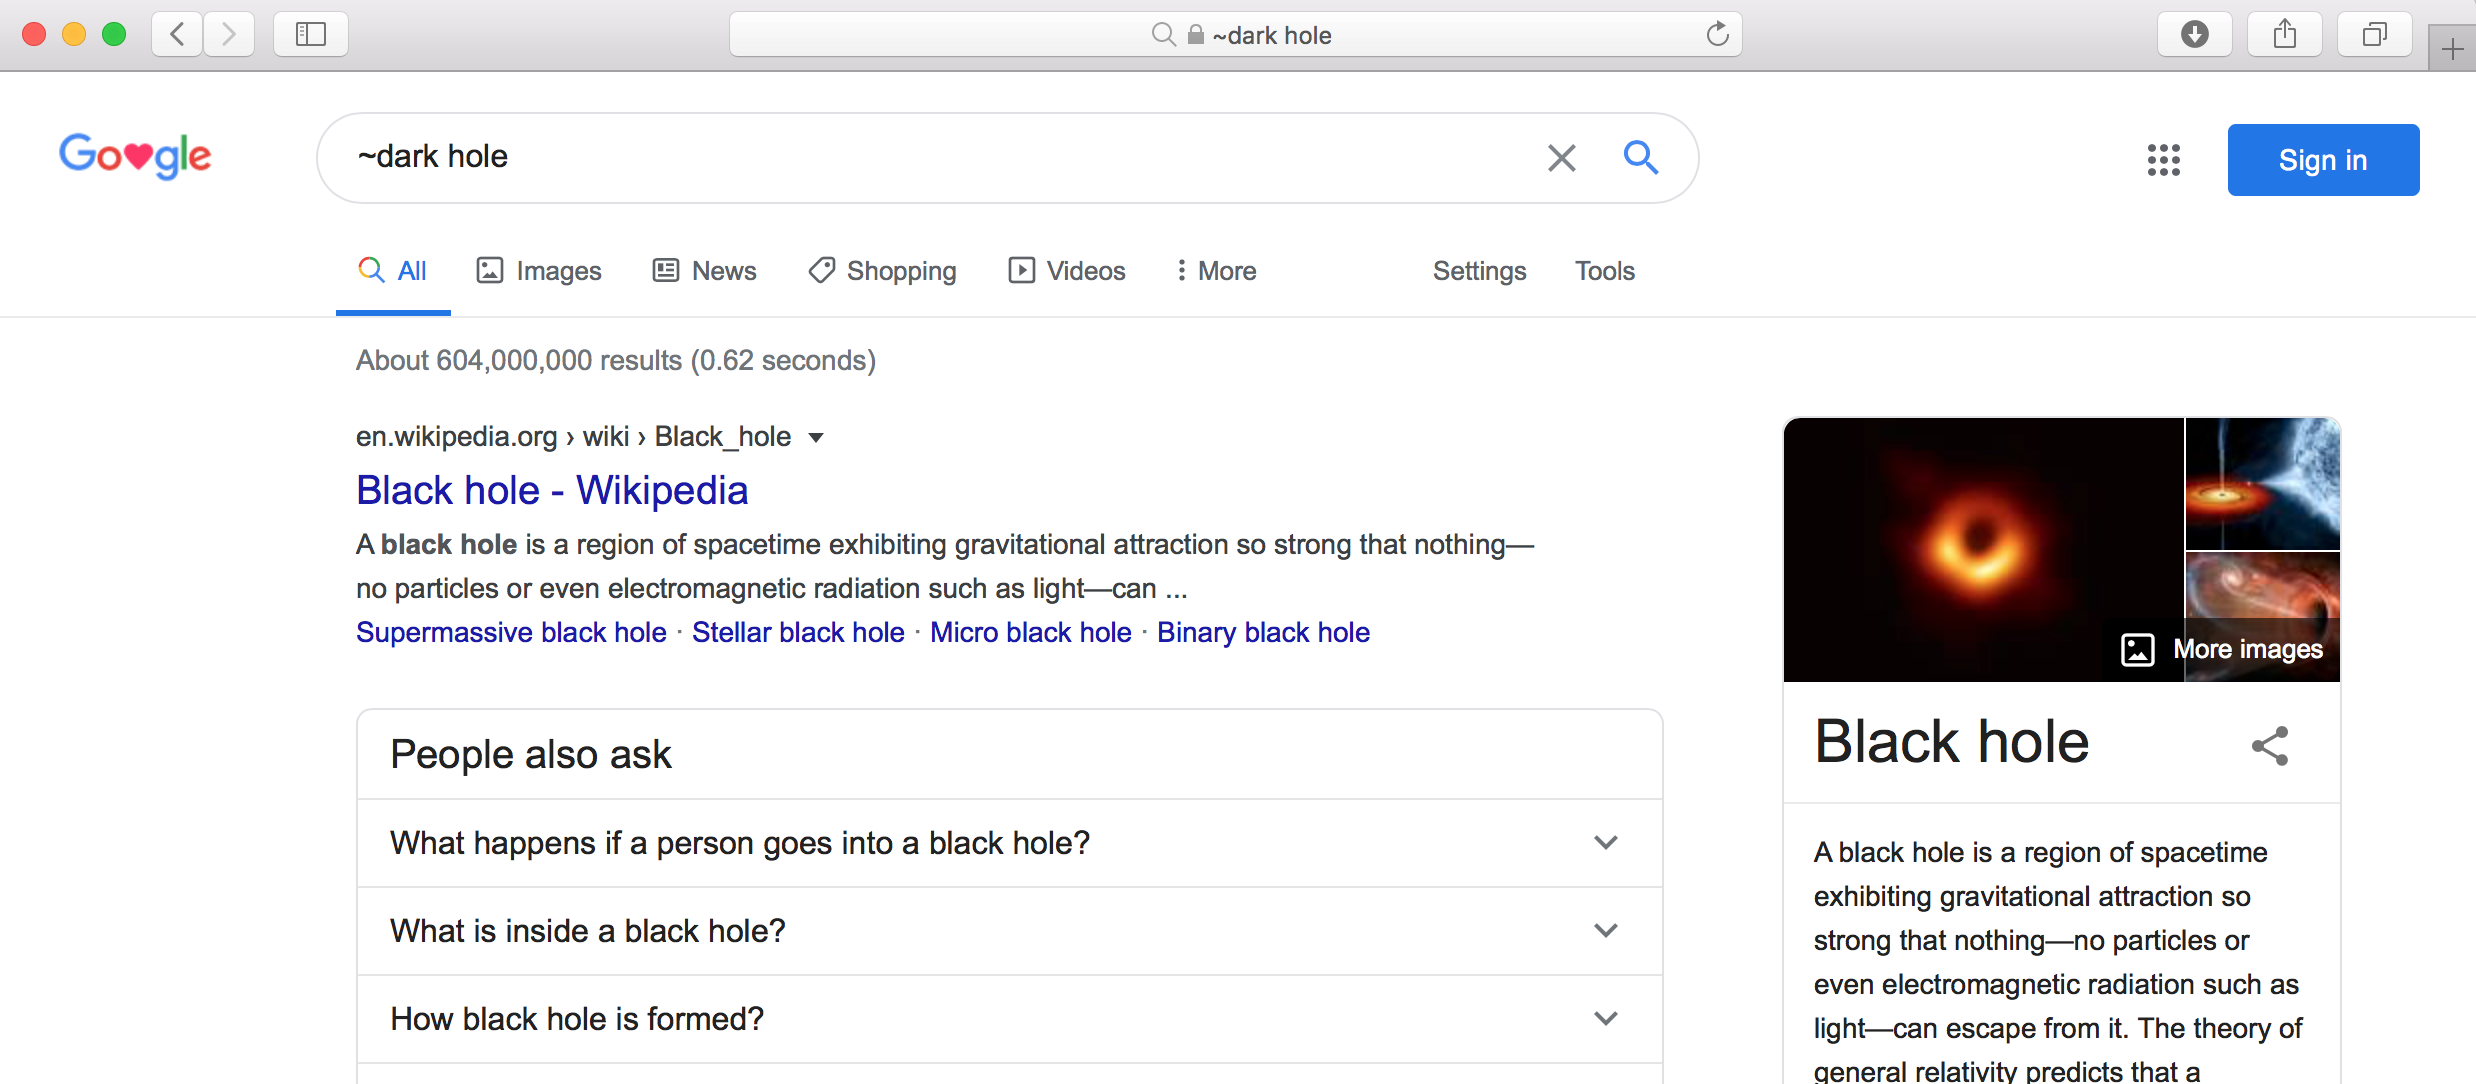 ~dark hole
Google
~dark hole
Sign in
All Images News Shopping Videos More Settings Tools
About 604,000,000 results (0.62 seconds)
en.wikipedia.org › wiki › Black_hole
Black hole - Wikipedia
A black hole is a region of spacetime exhibiting gravitational attraction so strong that nothing—
no particles or even electromagnetic radiation such as light—can ...
Supermassive black hole · Stellar black hole · Micro black hole · Binary black hole
People also ask
What happens if a person goes into a black hole?
What is inside a black hole?
How black hole is formed?
More images
Black hole
A black hole is a region of spacetime
exhibiting gravitational attraction so
strong that nothing—no particles or
even electromagnetic radiation such as
light—can escape from it. The theory of
general relativity predicts that a